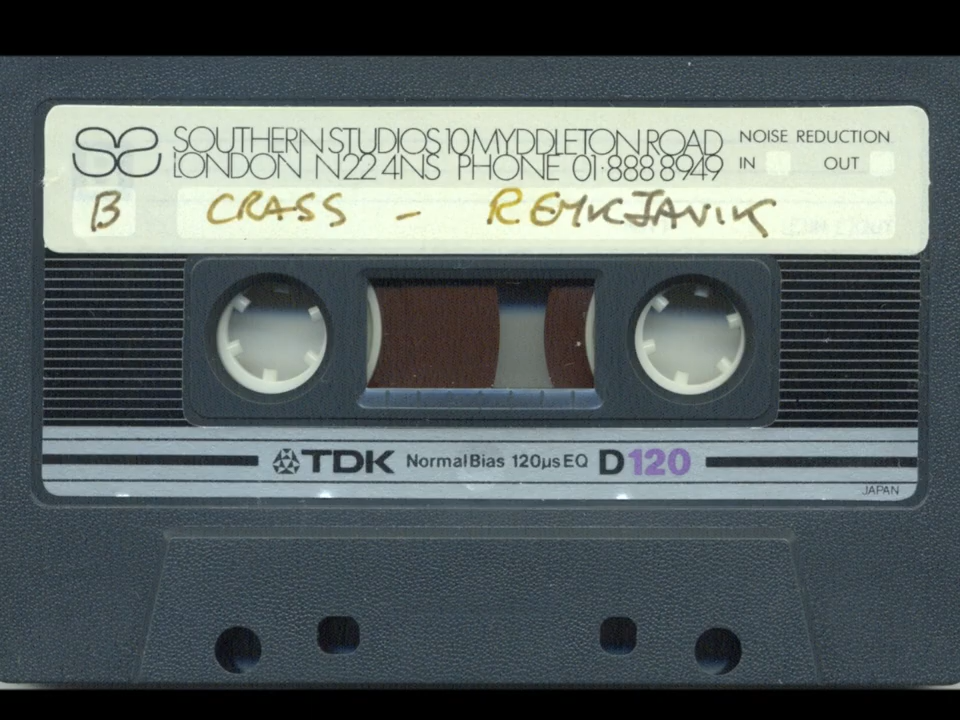 SOUTHERN STUDIOS 10 MYDDLETON ROAD
LONDON N22 4NS PHONE 01·888 8949
NOISE REDUCTION
IN OUT
B CRASS - REYKJAVIK
TDK Normal Bias 120µs EQ D120
JAPAN